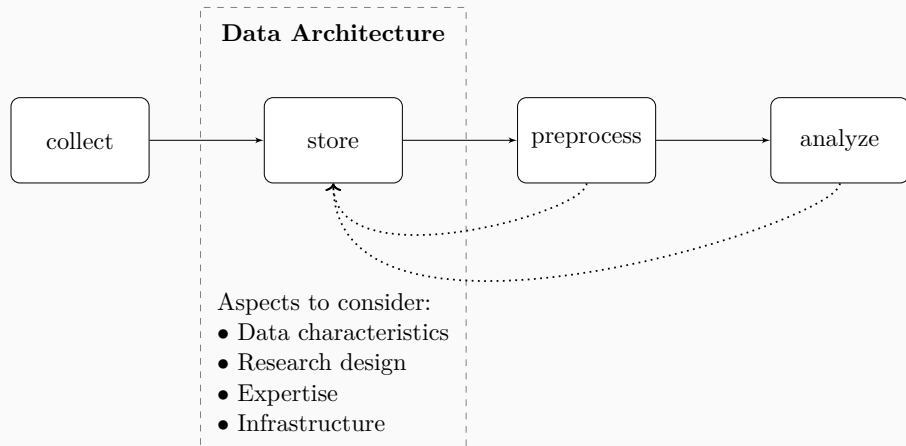 Data Architecture
collect
store
preprocess
analyze
Aspects to consider:
• Data characteristics
• Research design
• Expertise
• Infrastructure